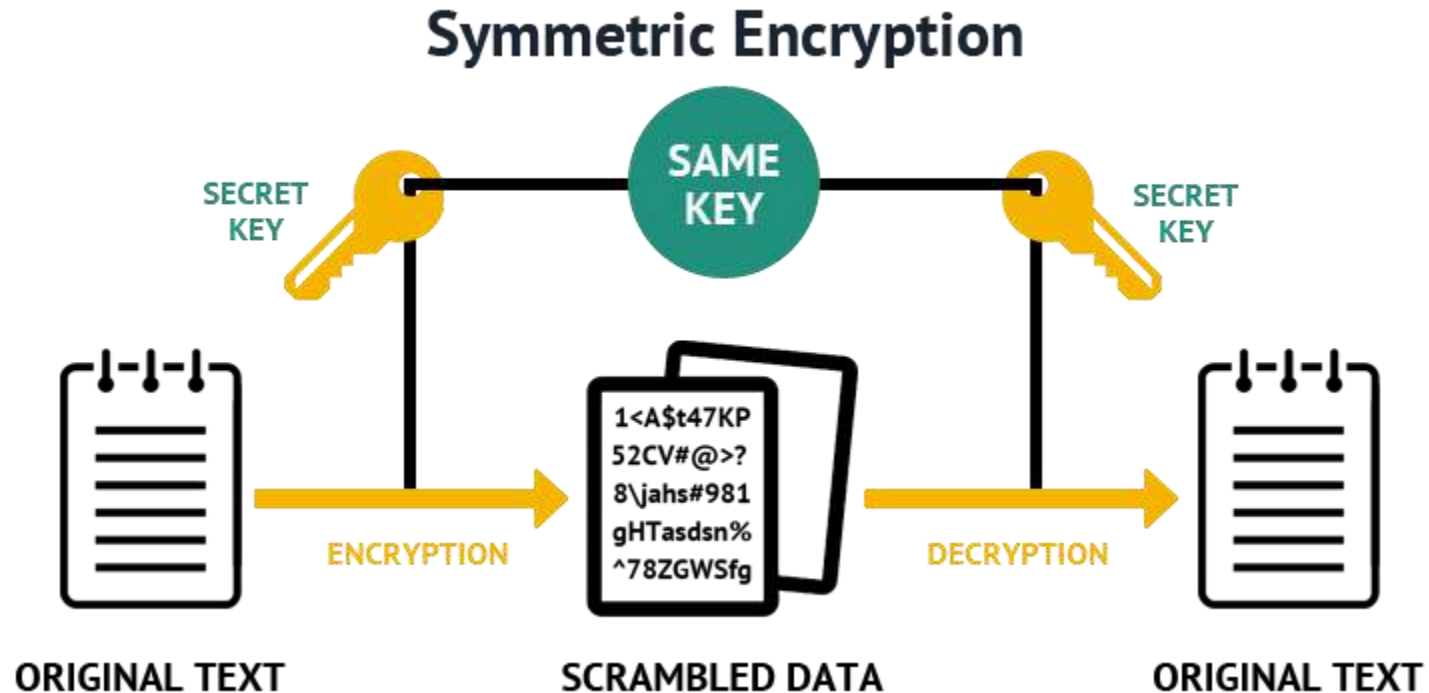 Symmetric Encryption
SAME
KEY
SECRET
KEY
SECRET
KEY
1<A$t47KP
52CV#@>?
8\jahs#981
gHTasdsn%
^78ZGWSfg
ENCRYPTION
DECRYPTION
ORIGINAL TEXT
SCRAMBLED DATA
ORIGINAL TEXT